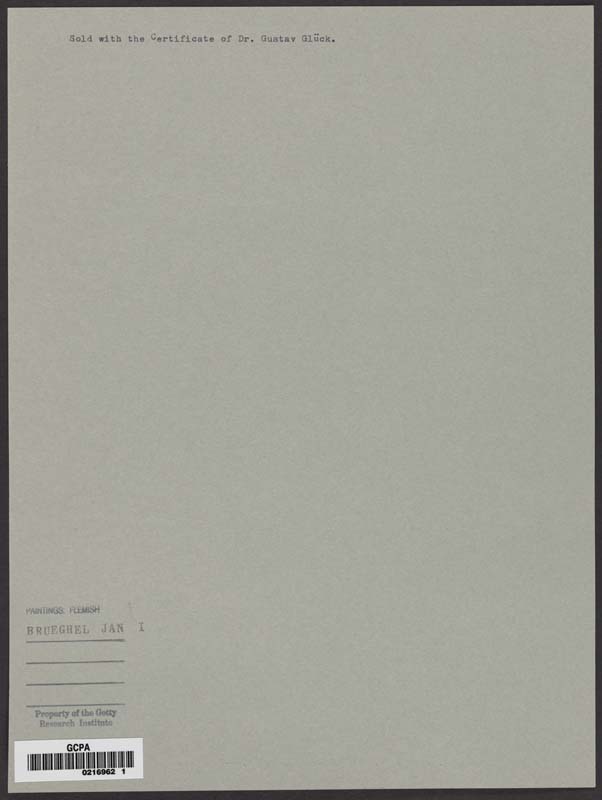 Sold with the Certificate of Dr. Gustav Glück.
PAINTINGS: FLEMISH
BRUEGHEL JAN I
Property of the Getty
Research Institute
GCPA
0216962 1